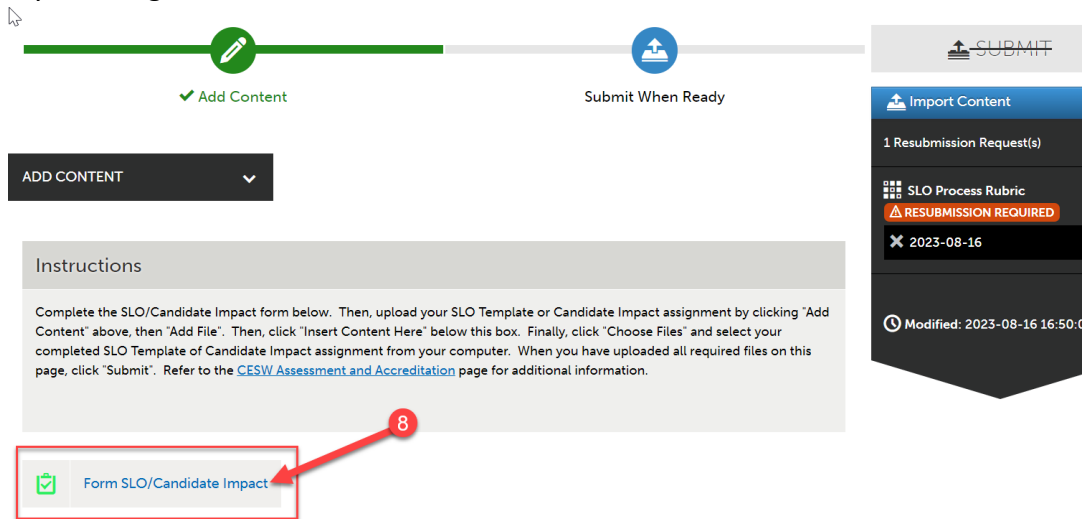 Add Content
Submit When Ready
SUBMIT
Import Content
1 Resubmission Request(s)
SLO Process Rubric
RESUBMISSION REQUIRED
2023-08-16
Modified: 2023-08-16 16:50:0
ADD CONTENT
Instructions
Complete the SLO/Candidate Impact form below. Then, upload your SLO Template or Candidate Impact assignment by clicking "Add
Content" above, then "Add File". Then, click "Insert Content Here" below this box. Finally, click "Choose Files" and select your
completed SLO Template of Candidate Impact assignment from your computer. When you have uploaded all required files on this
page, click "Submit". Refer to the CESW Assessment and Accreditation page for additional information.
8
Form SLO/Candidate Impact